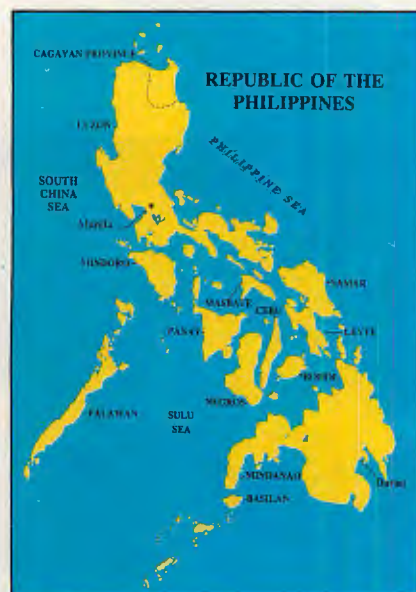 CAGAYAN PROVINCE
REPUBLIC OF THE
PHILIPPINES
LUZON
PHILIPPINE SEA
SOUTH
CHINA
SEA
Manila
MINDORO
SAMAR
MASBATE
CEBU
PANAY
LEYTE
BOHOL
NEGROS
PALAWAN
SULU
SEA
MINDANAO
Davao
BASILAN